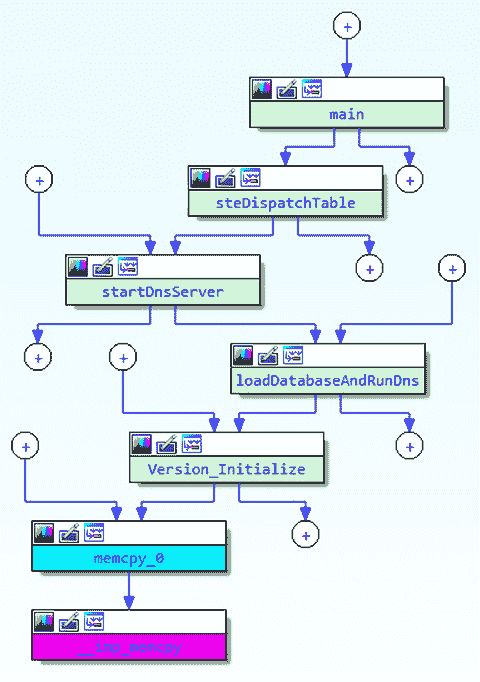 +
main
+
+
steDispatchTable
+
+
startDnsServer
+
+
loadDatabaseAndRunDns
+
+
Version_Initialize
+
+
memcpy_0
__imp_memcpy